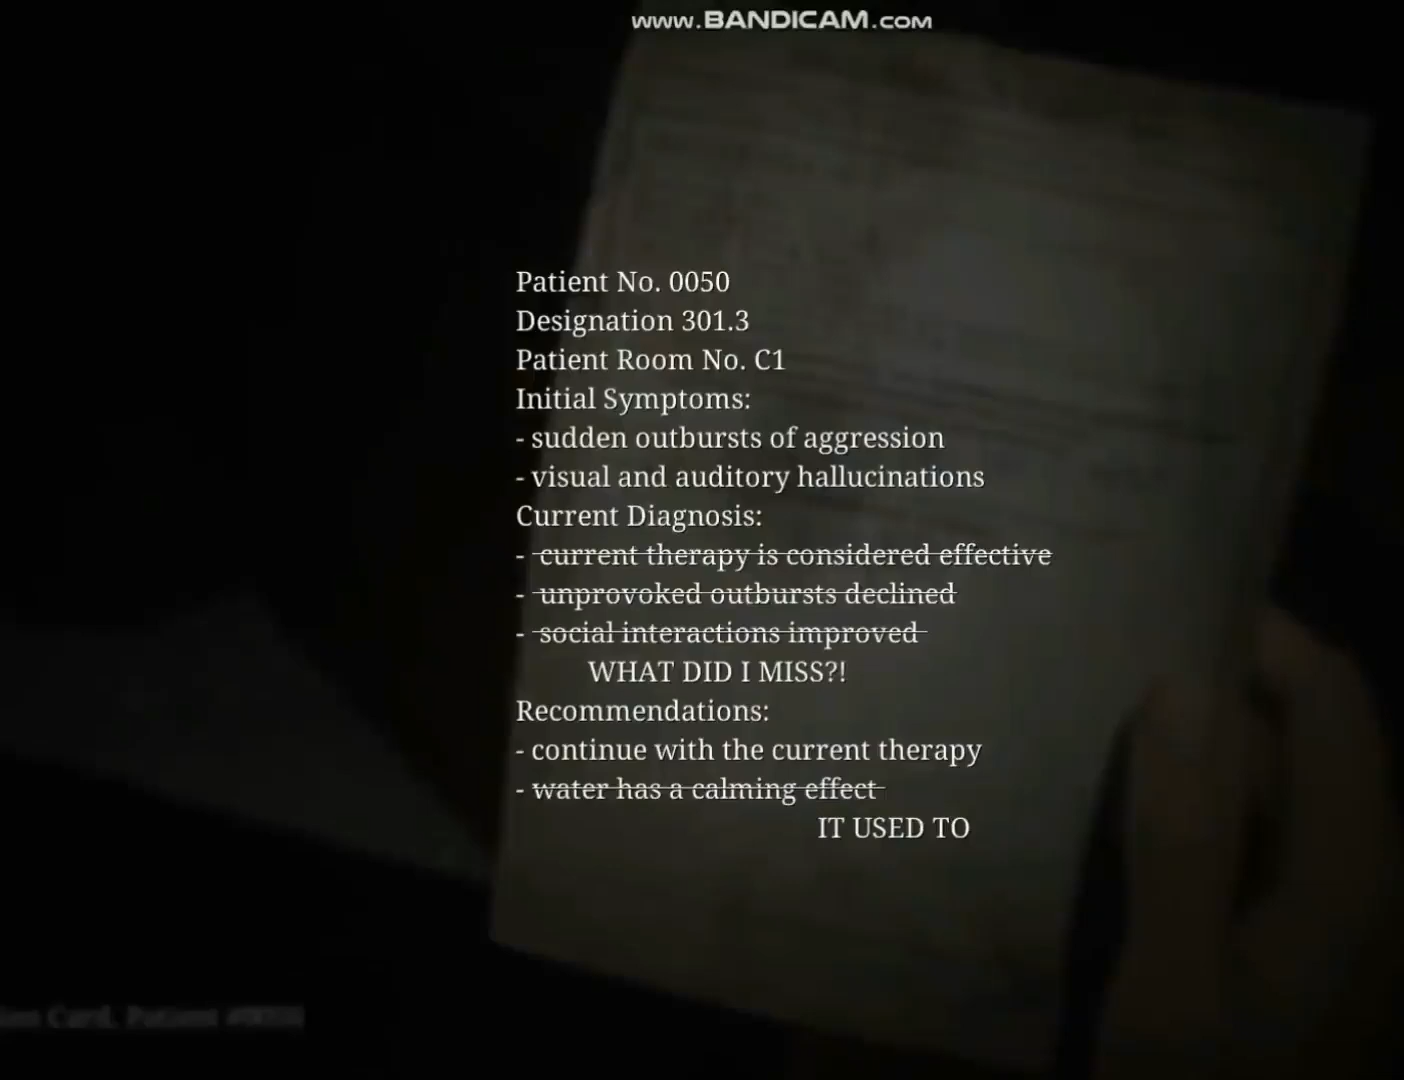 www.BANDICAM.com
Patient No. 0050
Designation 301.3
Patient Room No. C1
Initial Symptoms:
- sudden outbursts of aggression
- visual and auditory hallucinations
Current Diagnosis:
- current therapy is considered effective
- unprovoked outbursts declined
- social interactions improved
WHAT DID I MISS?!
Recommendations:
- continue with the current therapy
- water has a calming effect
IT USED TO
Card, Patient